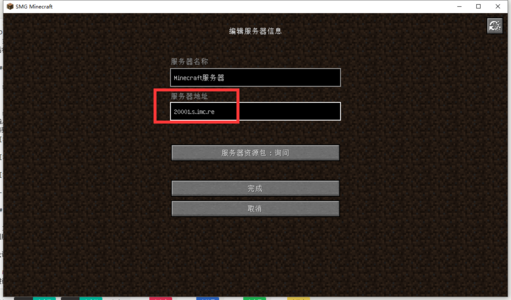 SMG Minecraft
编辑服务器信息
服务器名称
Minecraft服务器
服务器地址
2000Ls.imc.re
服务器资源包：询问
完成
取消